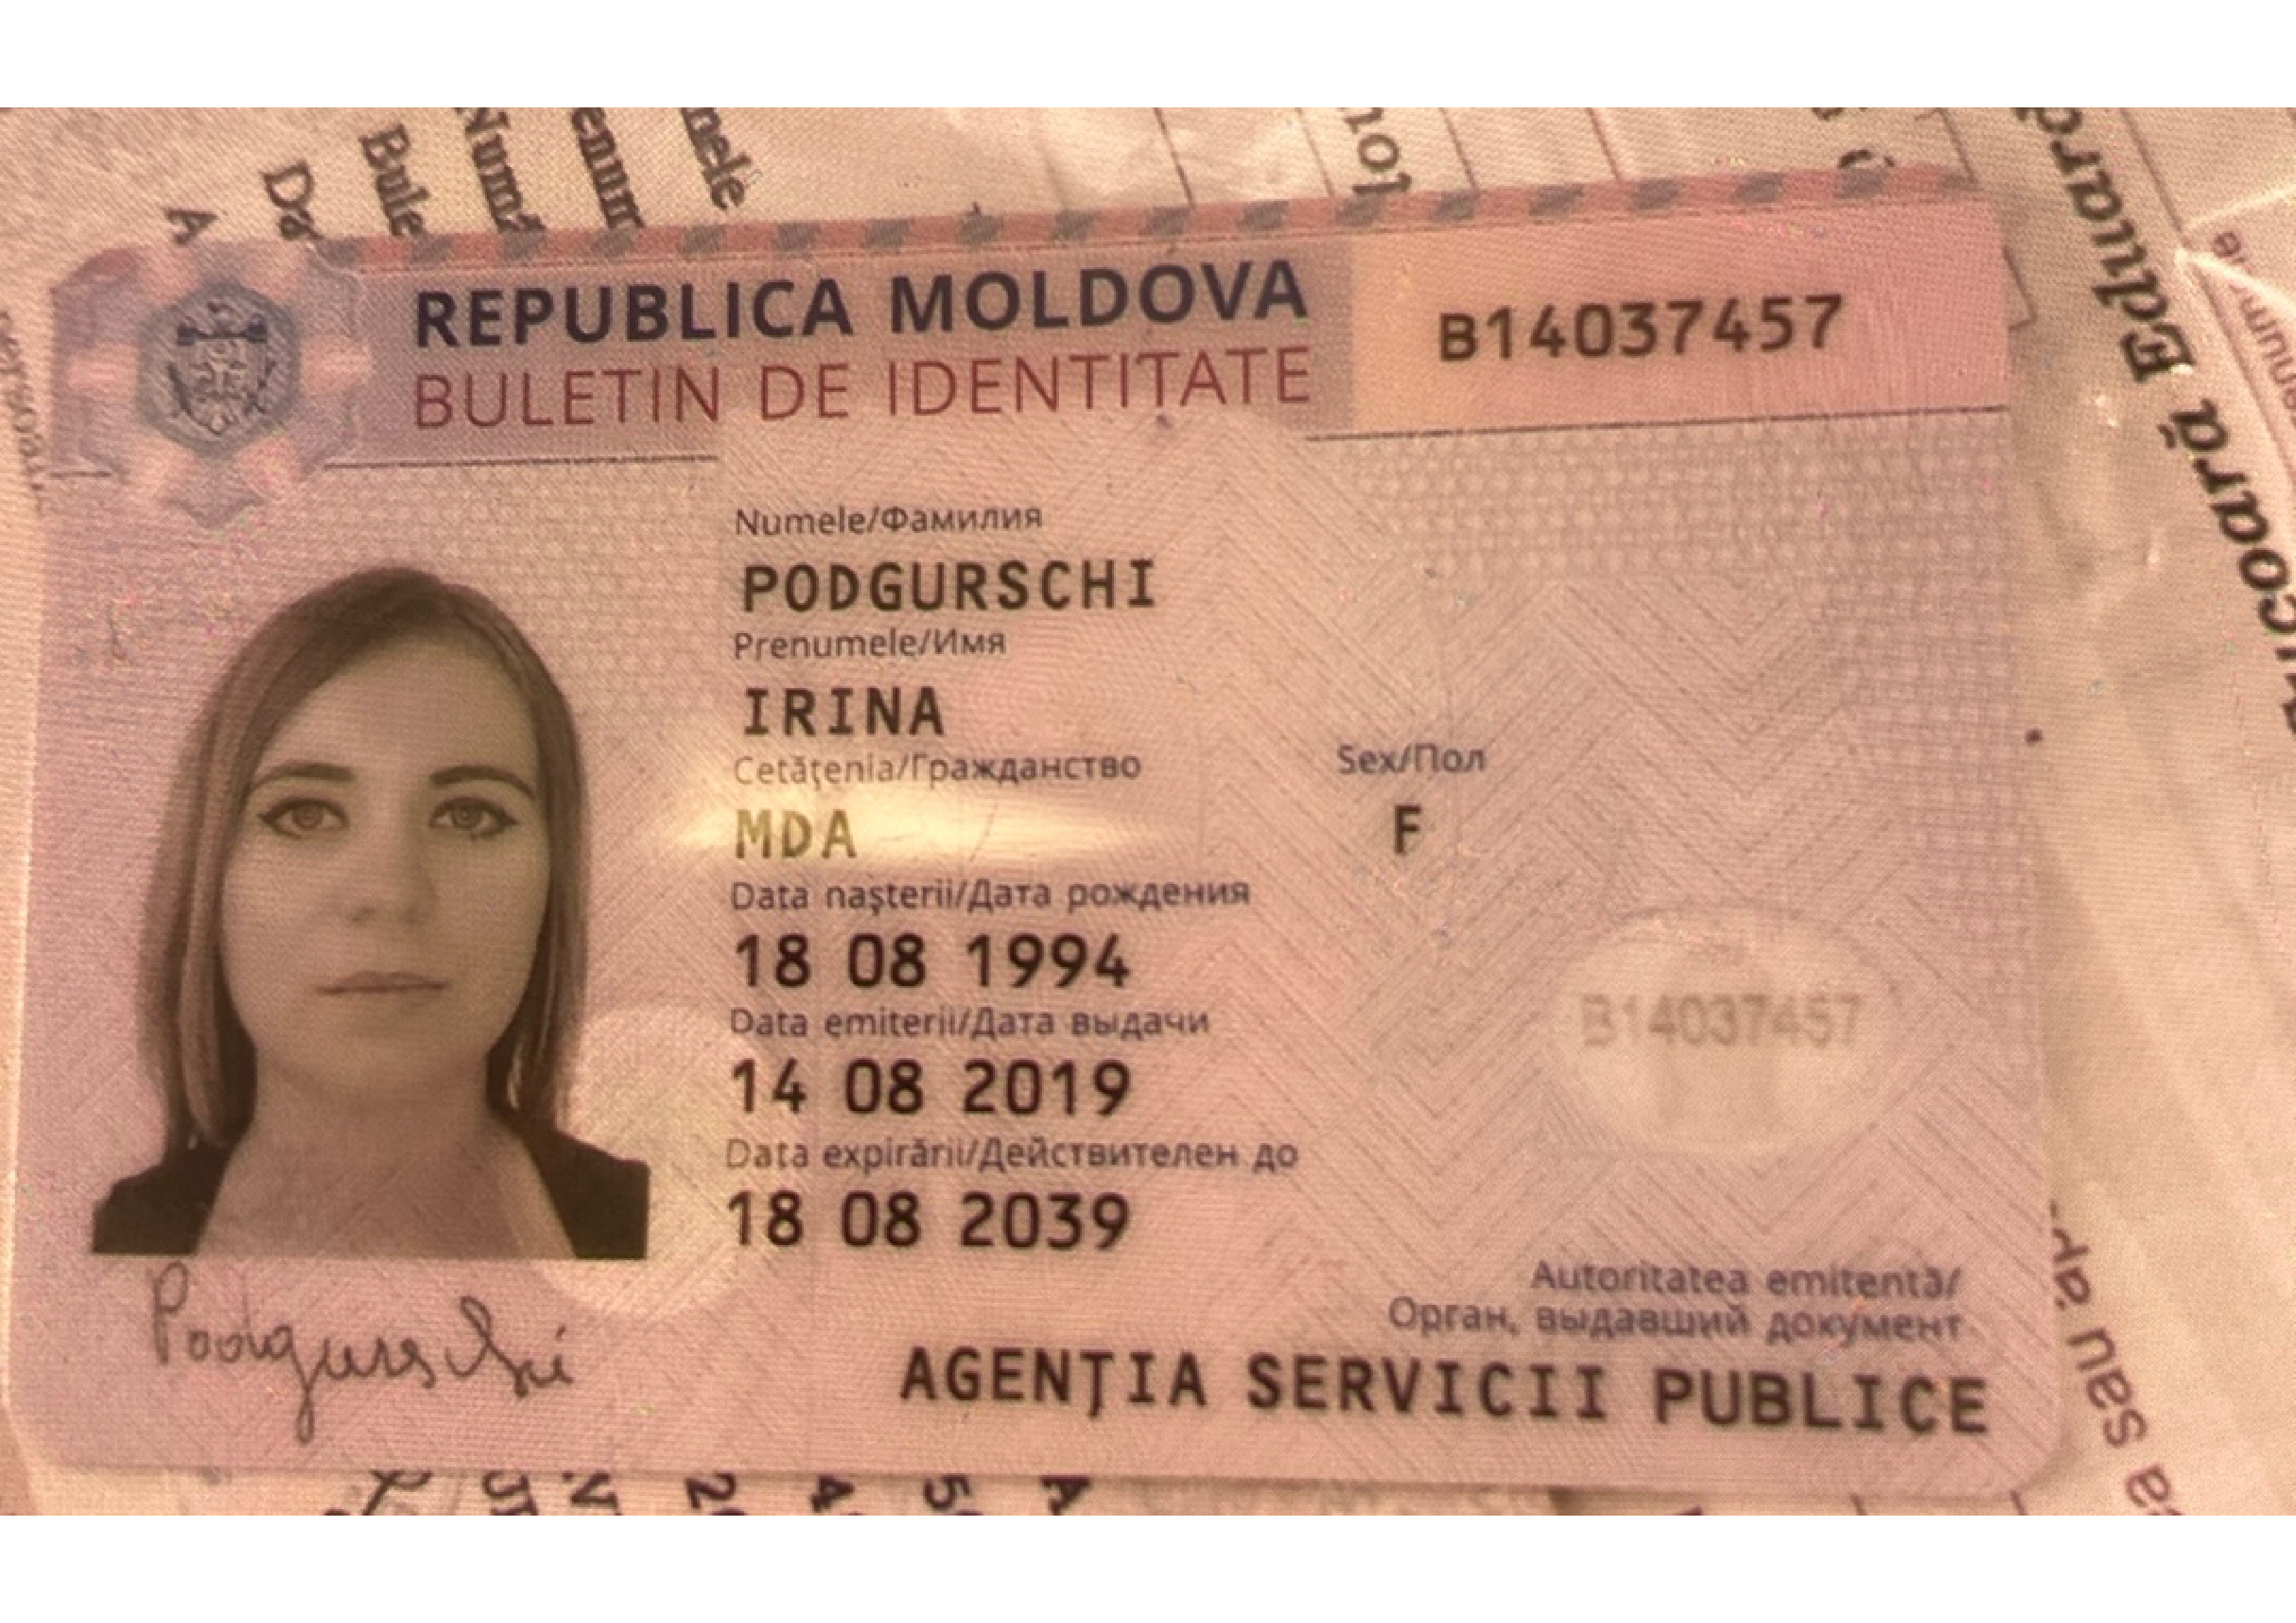 REPUBLICA MOLDOVA
BULETIN DE IDENTITATE
B14037457
Numele/Фамилия
PODGURSCHI
Prenumele/Имя
IRINA
Cetăţenia/Гражданство
MDA
Sex/Пол
F
Data naşterii/Дата рождения
18 08 1994
Data emiterii/Дата выдачи
14 08 2019
Data expirării/Действителен до
18 08 2039
B14037457
Autoritatea emitentă/
Орган, выдавший документ
AGENŢIA SERVICII PUBLICE
Podgurschi
sau